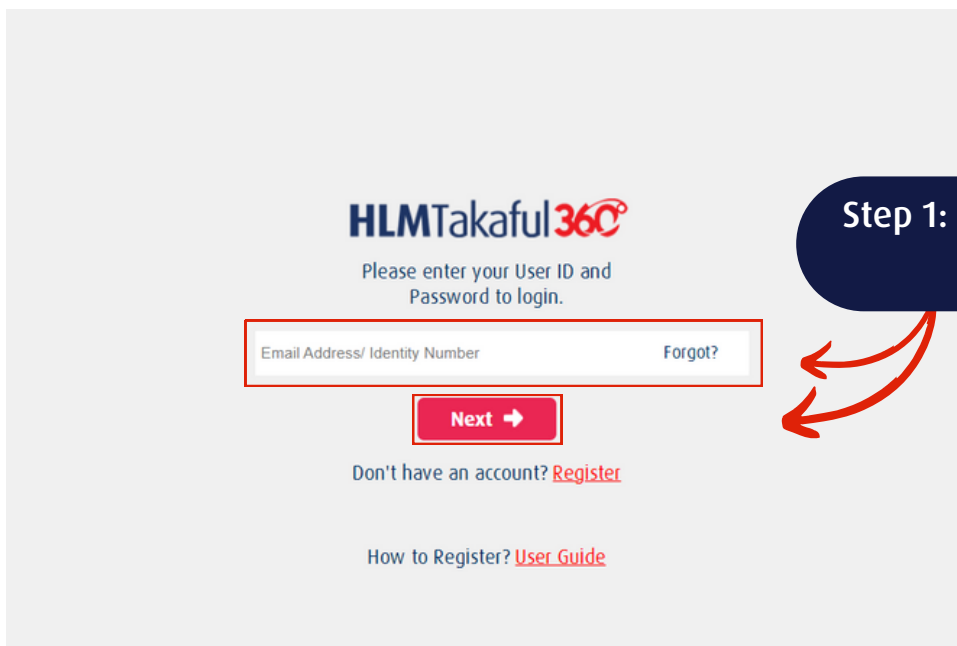 HLMTakaful360°
Step 1:
Please enter your User ID and
Password to login.
Email Address/ Identity Number Forgot?
Next
Don't have an account? Register
How to Register? User Guide